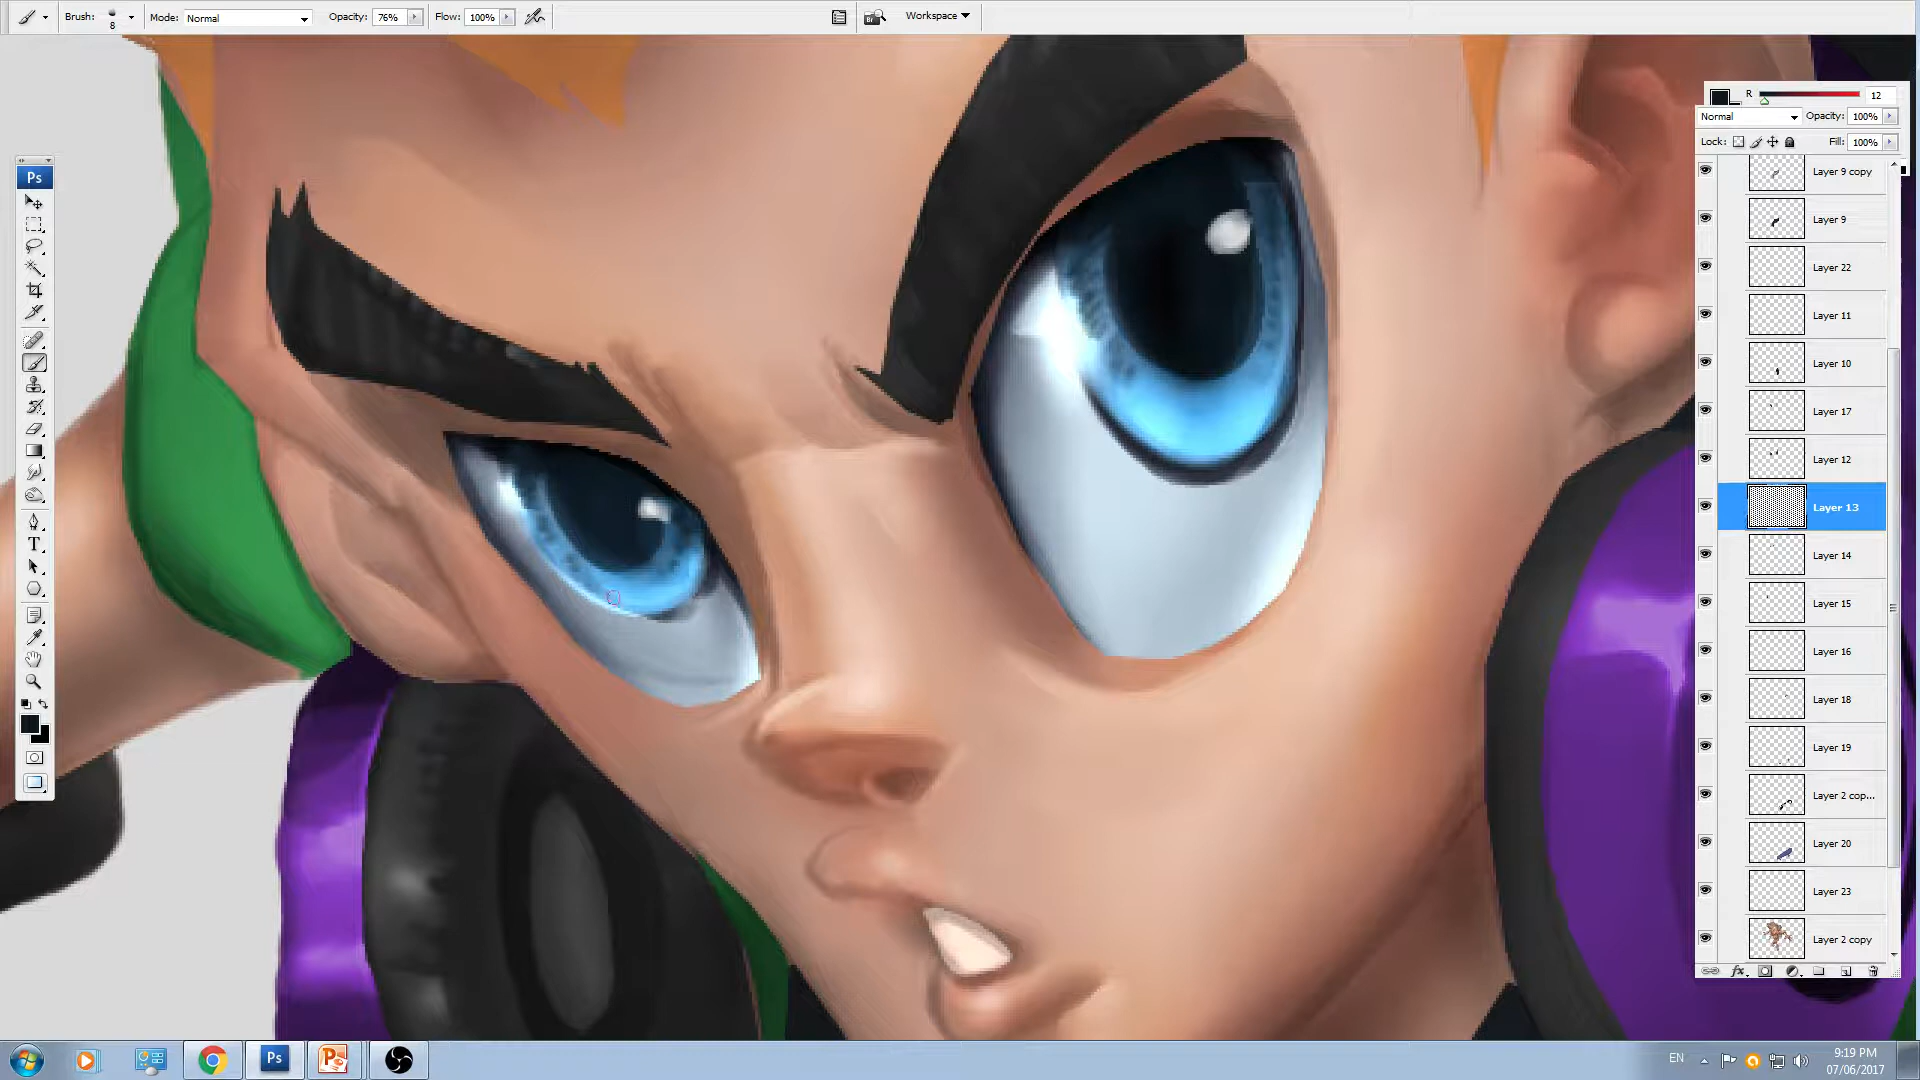 Brush: 8 Mode: Normal Opacity: 76% Flow: 100% Br Workspace
Ps
T
R 12
Normal Opacity: 100%
Lock: Fill: 100%
Layer 9 copy
Layer 9
Layer 22
Layer 11
Layer 10
Layer 17
Layer 12
Layer 13
Layer 14
Layer 15
Layer 16
Layer 18
Layer 19
Layer 2 cop...
Layer 20
Layer 23
Layer 2 copy
fx
Ps
P
EN
9:19 PM
07/06/2017